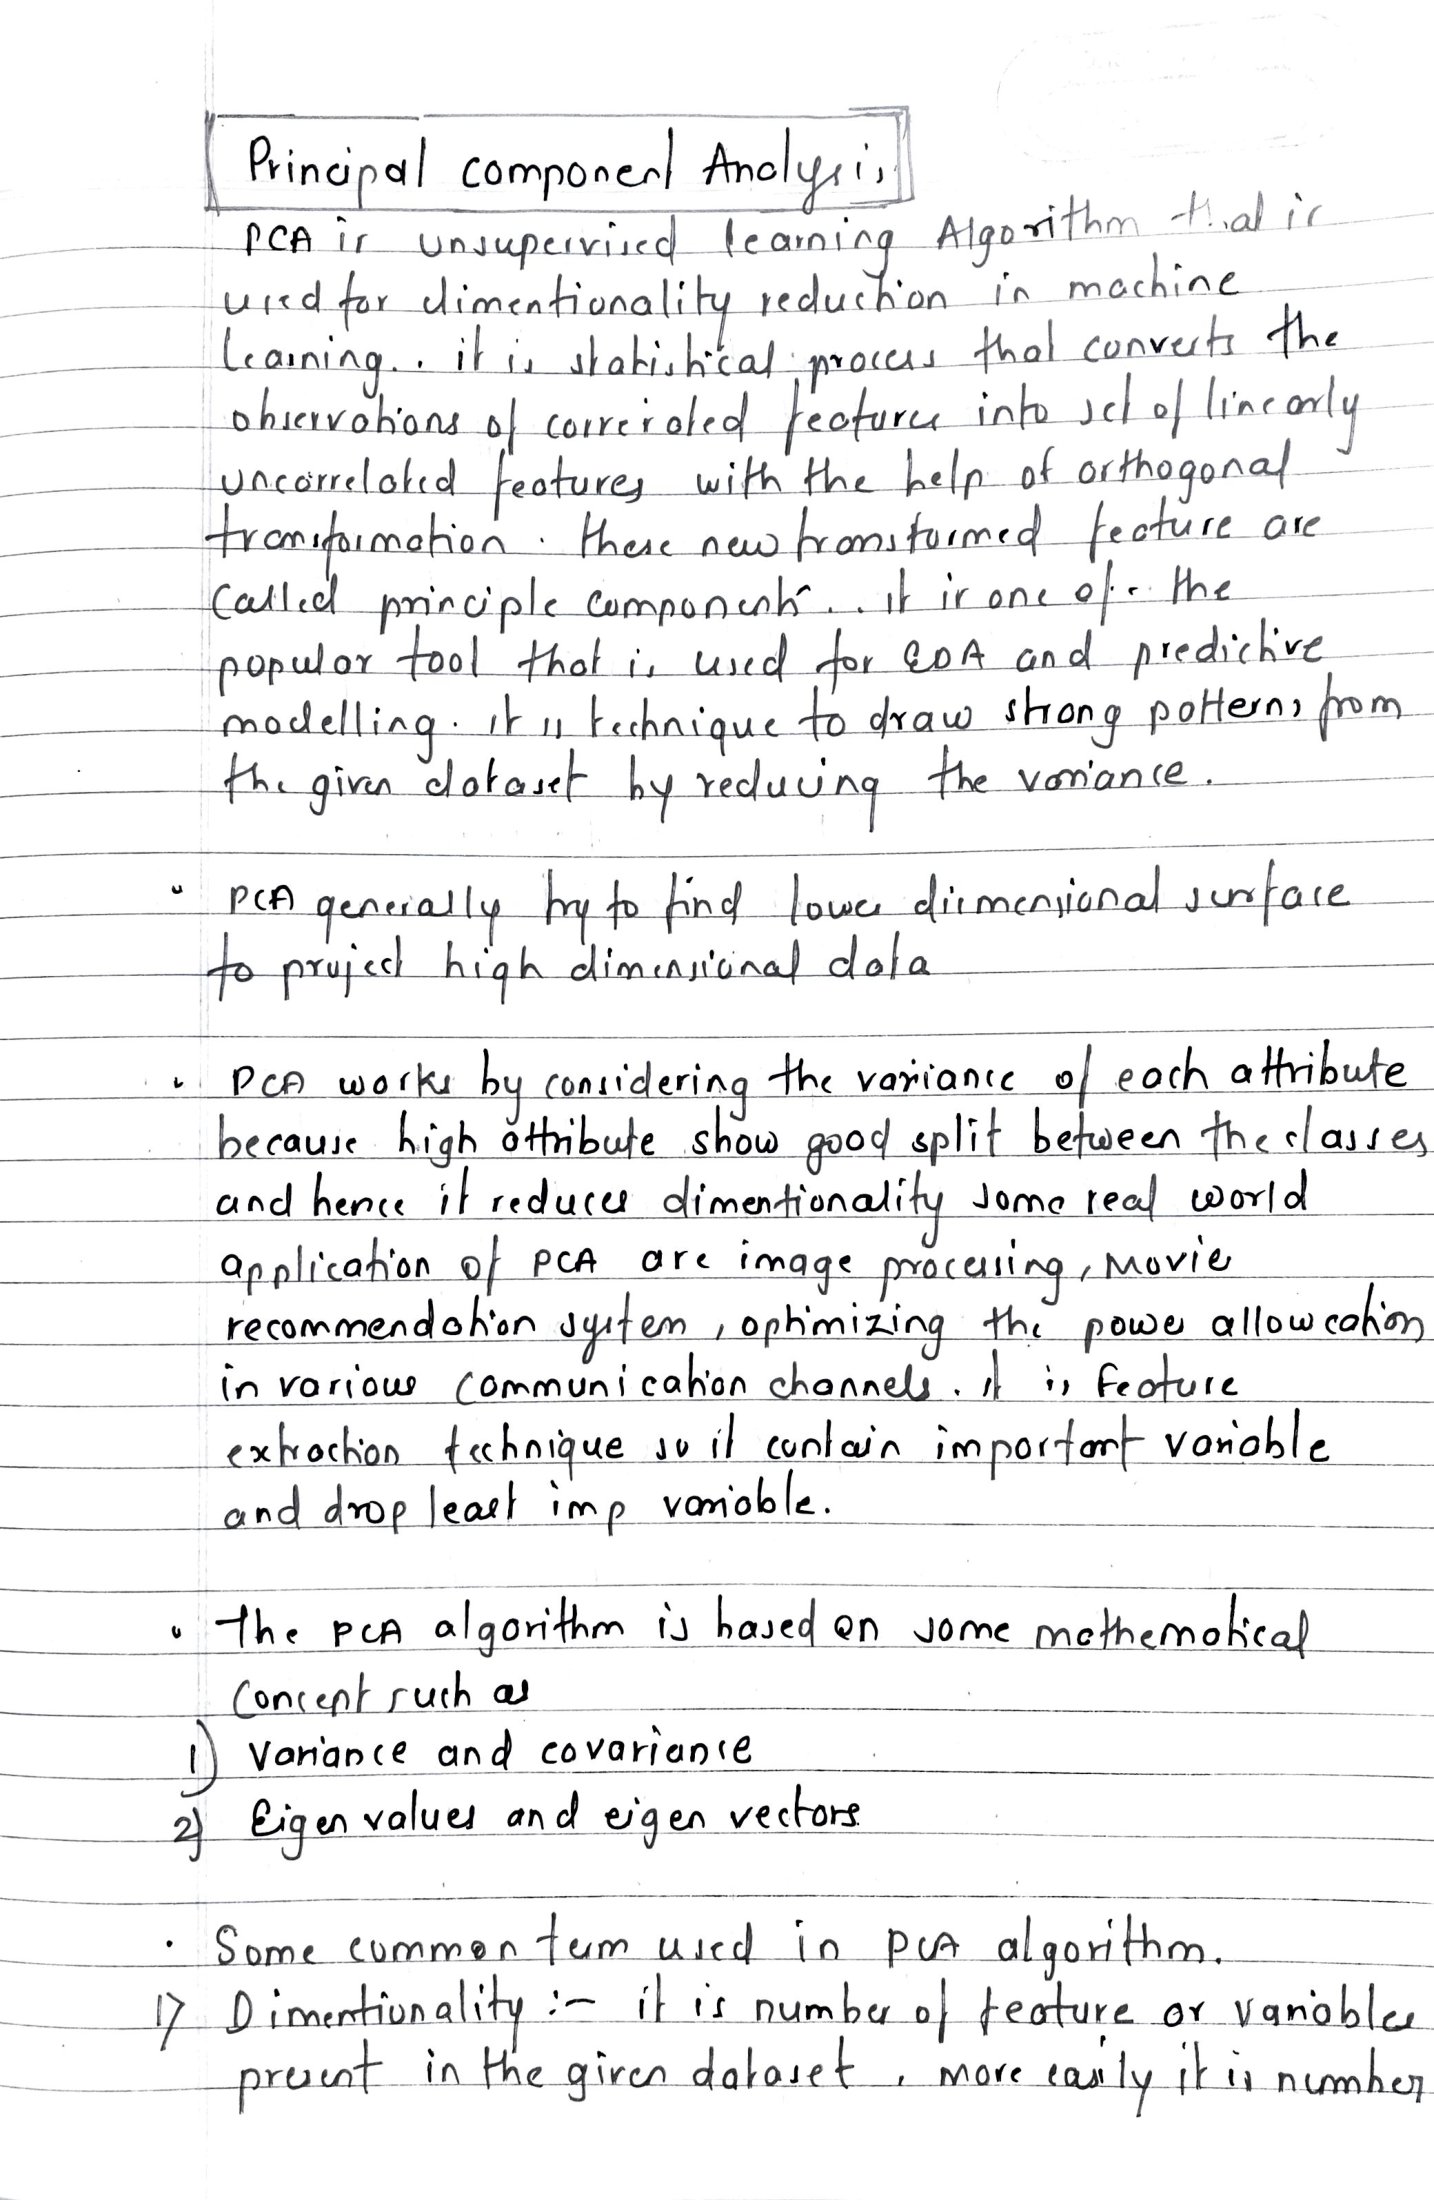 Principal component Analysis
PCA is unsupervised learning Algorithm that is
used for dimentionality reduction in machine
learning.. it is statistical process that converts the
observations of correrated features into set of linearly
uncorrelated features with the help of orthogonal
transformation. these new transformed feature are
called principle components.. it is one of the
popular tool that is used for EDA and predictive
modelling. it is technique to draw strong patterns from
the given dataset by reducing the variance.
• PCA generally try to find lower diimensional surface
to project high dimensional data
• PCA works by considering the variance of each attribute
because high attribute show good split between the classes
and hence it reduces dimentionality some real world
application of PCA are image processing, Movie
recommendation system, optimizing the power allowcation
in various communication channels. it is feature
extraction technique so it contain important variable
and drop least imp variable.
• The PCA algorithm is based on some mathematical
concept such as
1) Variance and covariance
2) Eigen values and eigen vectors
• Some common term used in PCA algorithm.
1) Dimentionality :- it is number of feature or variables
present in the given dataset. more easily it is number